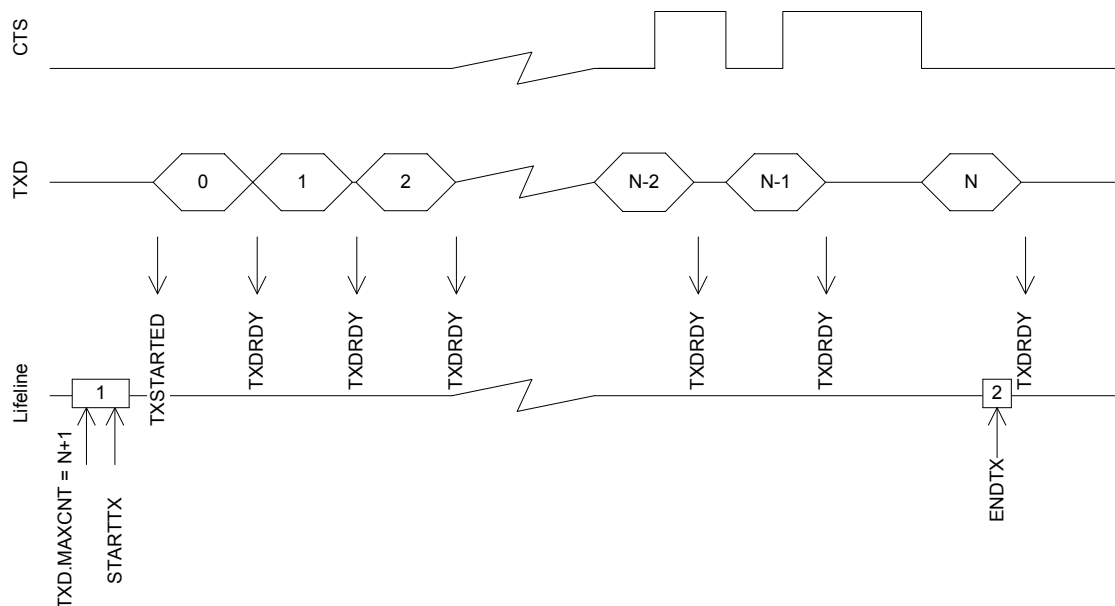 CTS
TXD
0
1
2
N-2
N-1
N
TXSTARTED
TXDRDY
TXDRDY
TXDRDY
TXDRDY
TXDRDY
TXDRDY
Lifeline
1
2
TXD.MAXCNT = N+1
STARTTX
ENDTX